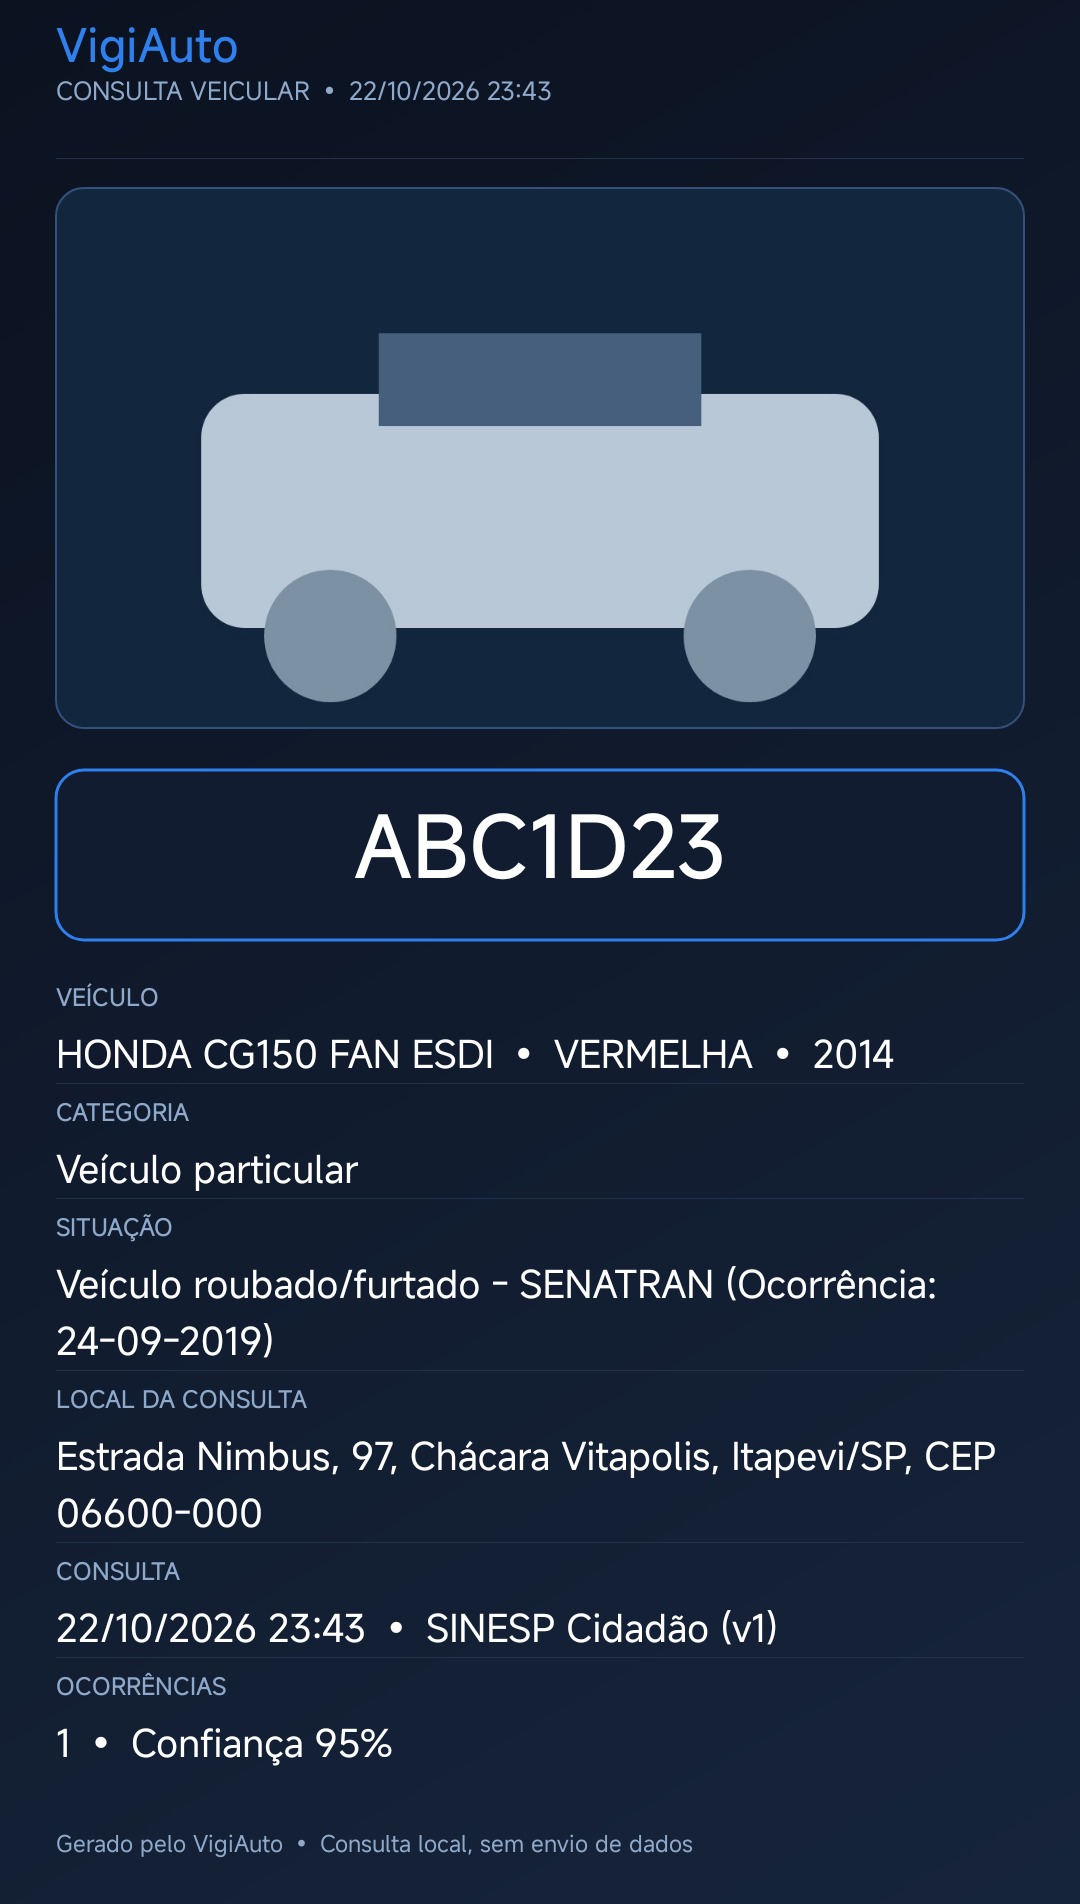 VigiAuto
CONSULTA VEICULAR • 22/10/2026 23:43
ABC1D23
VEÍCULO
HONDA CG150 FAN ESDI • VERMELHA • 2014
CATEGORIA
Veículo particular
SITUAÇÃO
Veículo roubado/furtado - SENATRAN (Ocorrência:
24-09-2019)
LOCAL DA CONSULTA
Estrada Nimbus, 97, Chácara Vitapolis, Itapevi/SP, CEP
06600-000
CONSULTA
22/10/2026 23:43 • SINESP Cidadão (v1)
OCORRÊNCIAS
1 • Confiança 95%
Gerado pelo VigiAuto • Consulta local, sem envio de dados